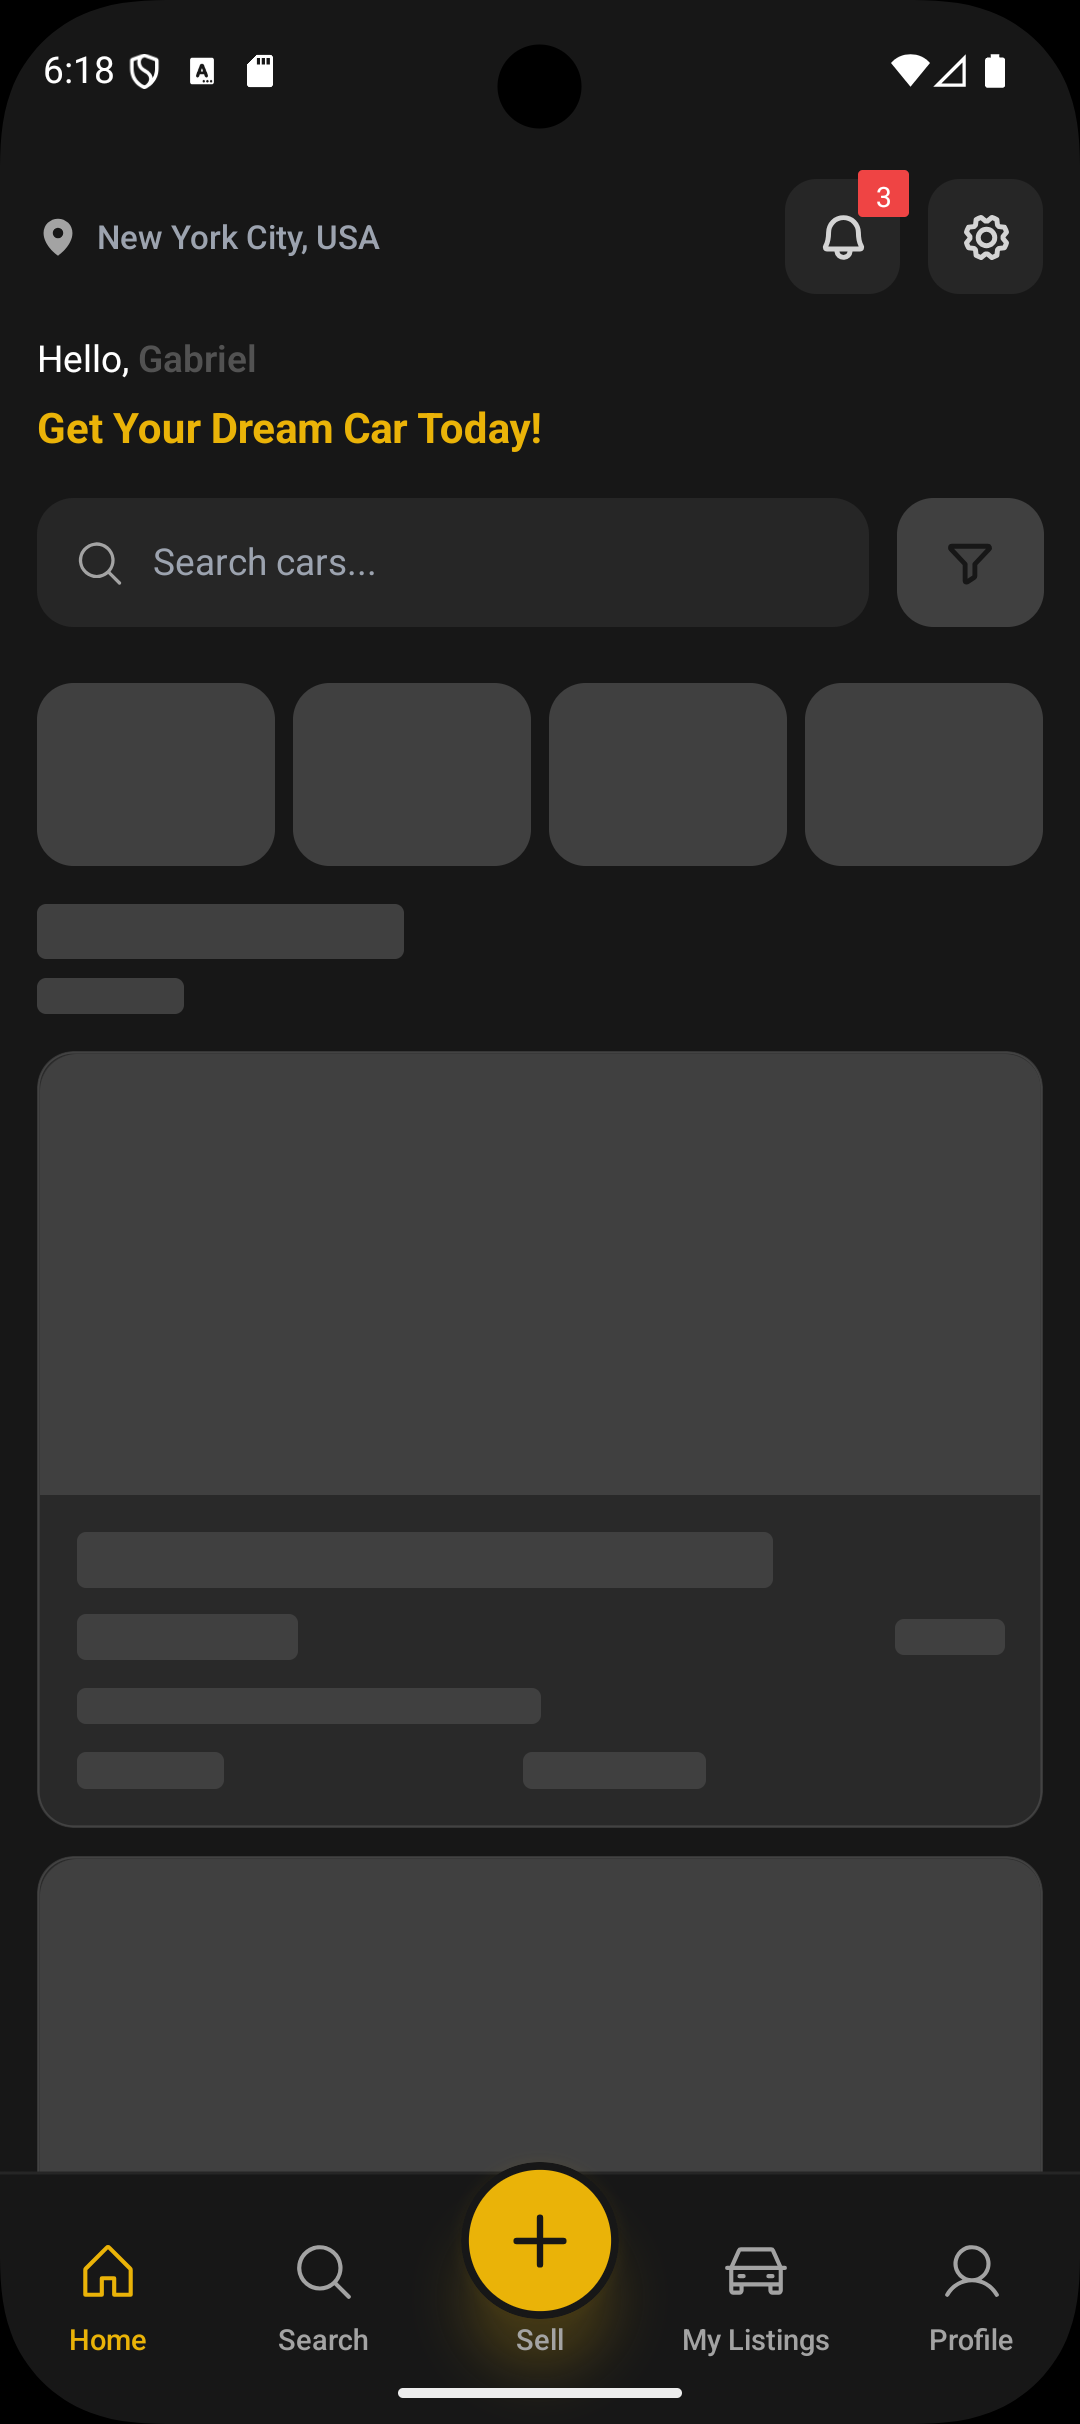 6:18
3
New York City, USA
Hello, Gabriel
Get Your Dream Car Today!
Search cars...
Home
Search
Sell
My Listings
Profile